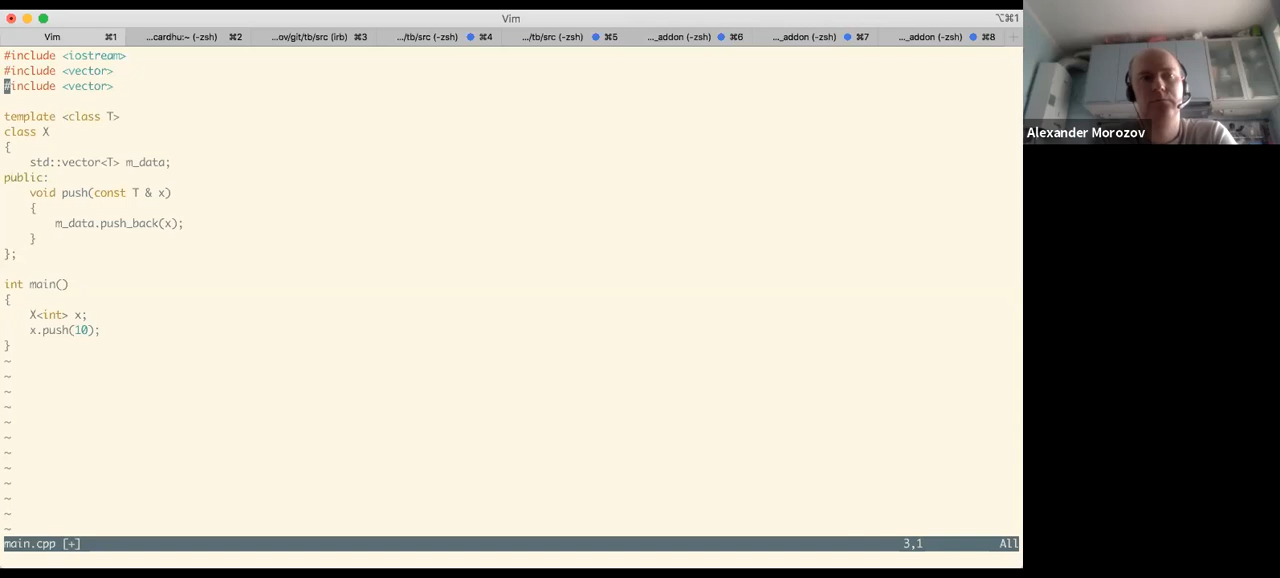 Vim
⌥⌘1
Vim ⌘1 ...cardhu:~ (-zsh) ⌘2 ...ov/git/tb/src (irb) ⌘3 .../tb/src (-zsh) ⌘4 .../tb/src (-zsh) ⌘5 ..._addon (-zsh) ⌘6 ..._addon (-zsh) ⌘7 ..._addon (-zsh) ⌘8 +
#include <iostream>
#include <vector>
#include <vector>
template <class T>
class X
{
    std::vector<T> m_data;
public:
    void push(const T & x)
    {
        m_data.push_back(x);
    }
};
int main()
{
    X<int> x;
    x.push(10);
}
~
~
~
~
~
~
~
~
~
~
~
~
main.cpp [+] 3,1 All
Alexander Morozov